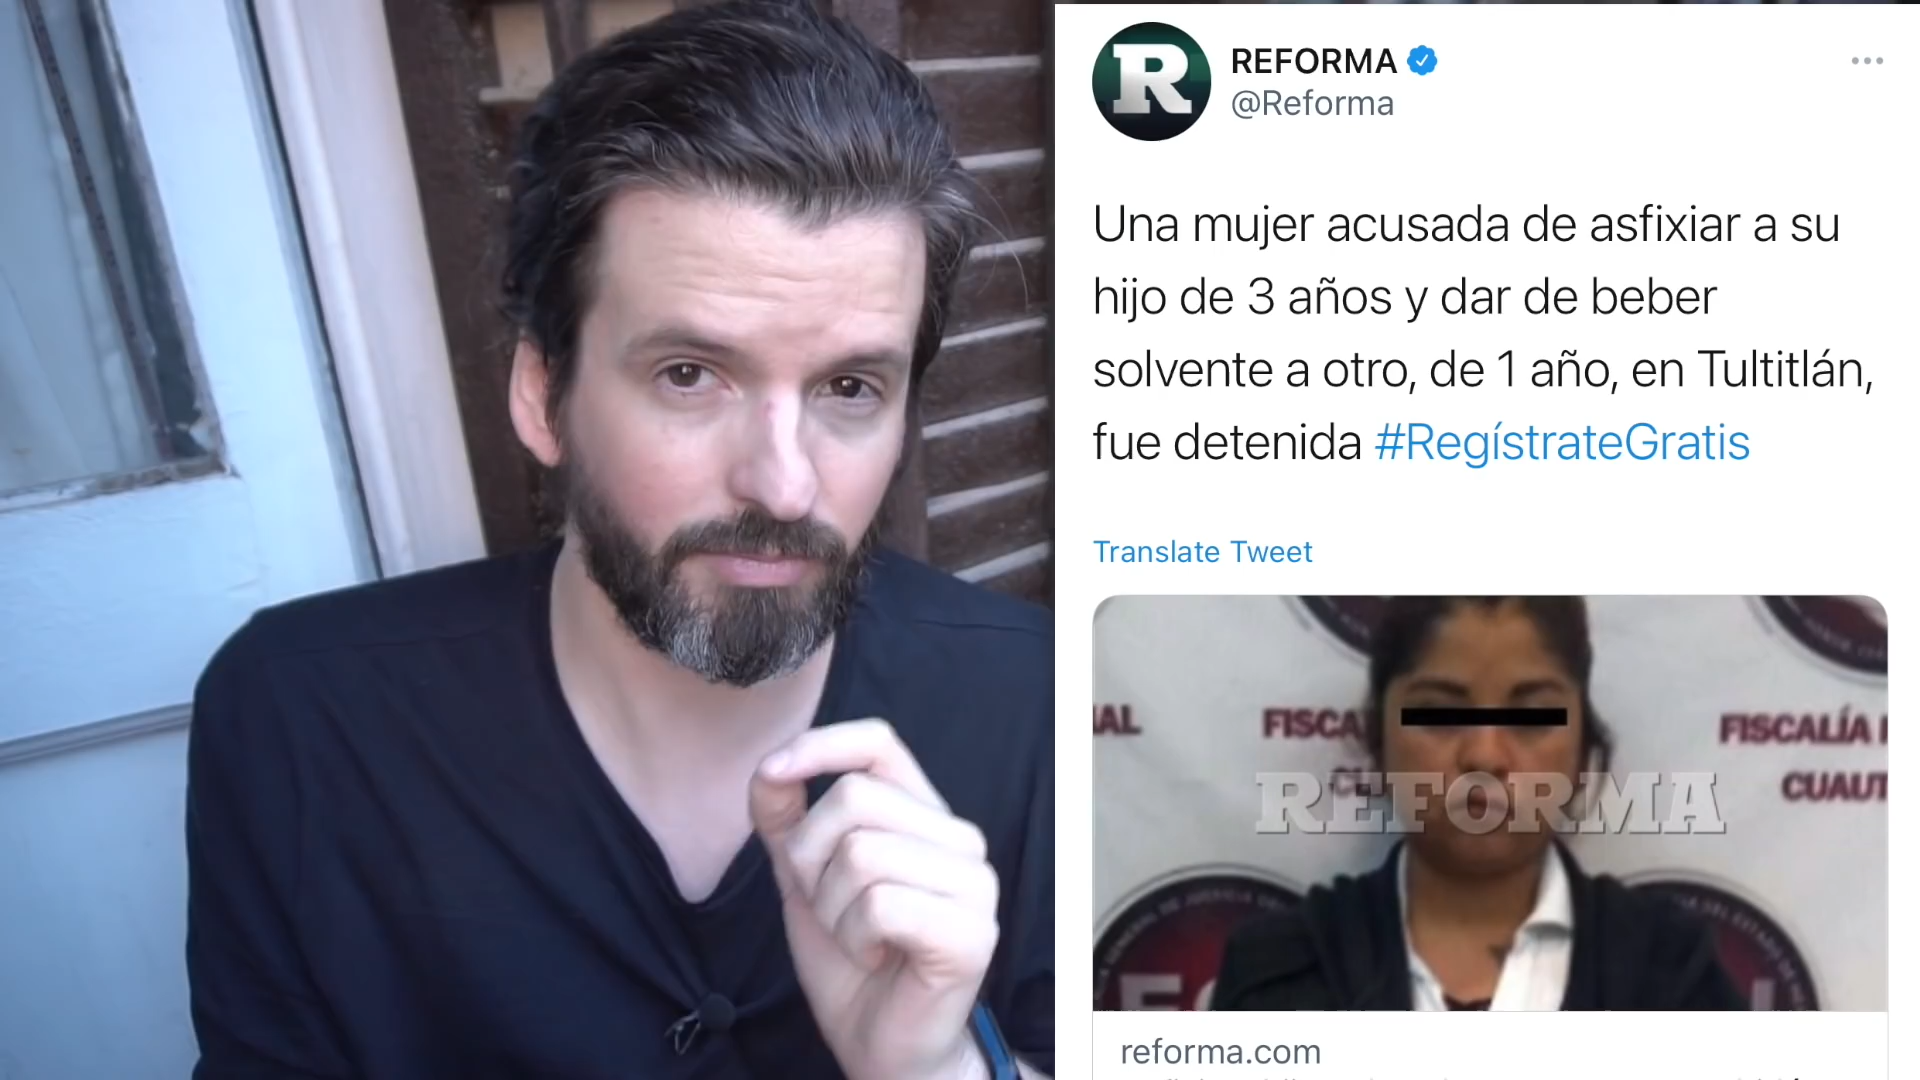 R
REFORMA
@Reforma
Una mujer acusada de asfixiar a su
hijo de 3 años y dar de beber
solvente a otro, de 1 año, en Tultitlán,
fue detenida #RegístrateGratis
Translate Tweet
FISCALÍA
CUAUT
REFORMA
reforma.com